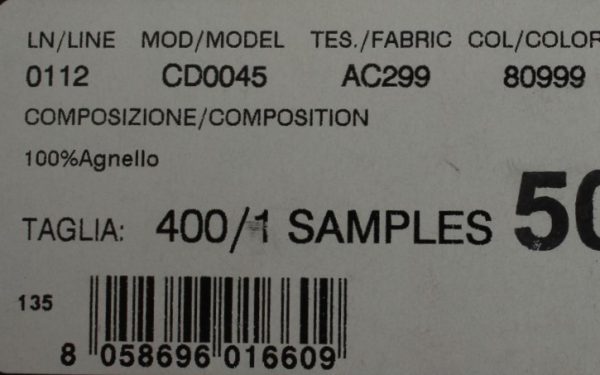 LN/LINE MOD/MODEL TES./FABRIC COL/COLOR
0112 CD0045 AC299 80999
COMPOSIZIONE/COMPOSITION
100%Agnello
TAGLIA: 400/1 SAMPLES 50
135
8 058696 016609